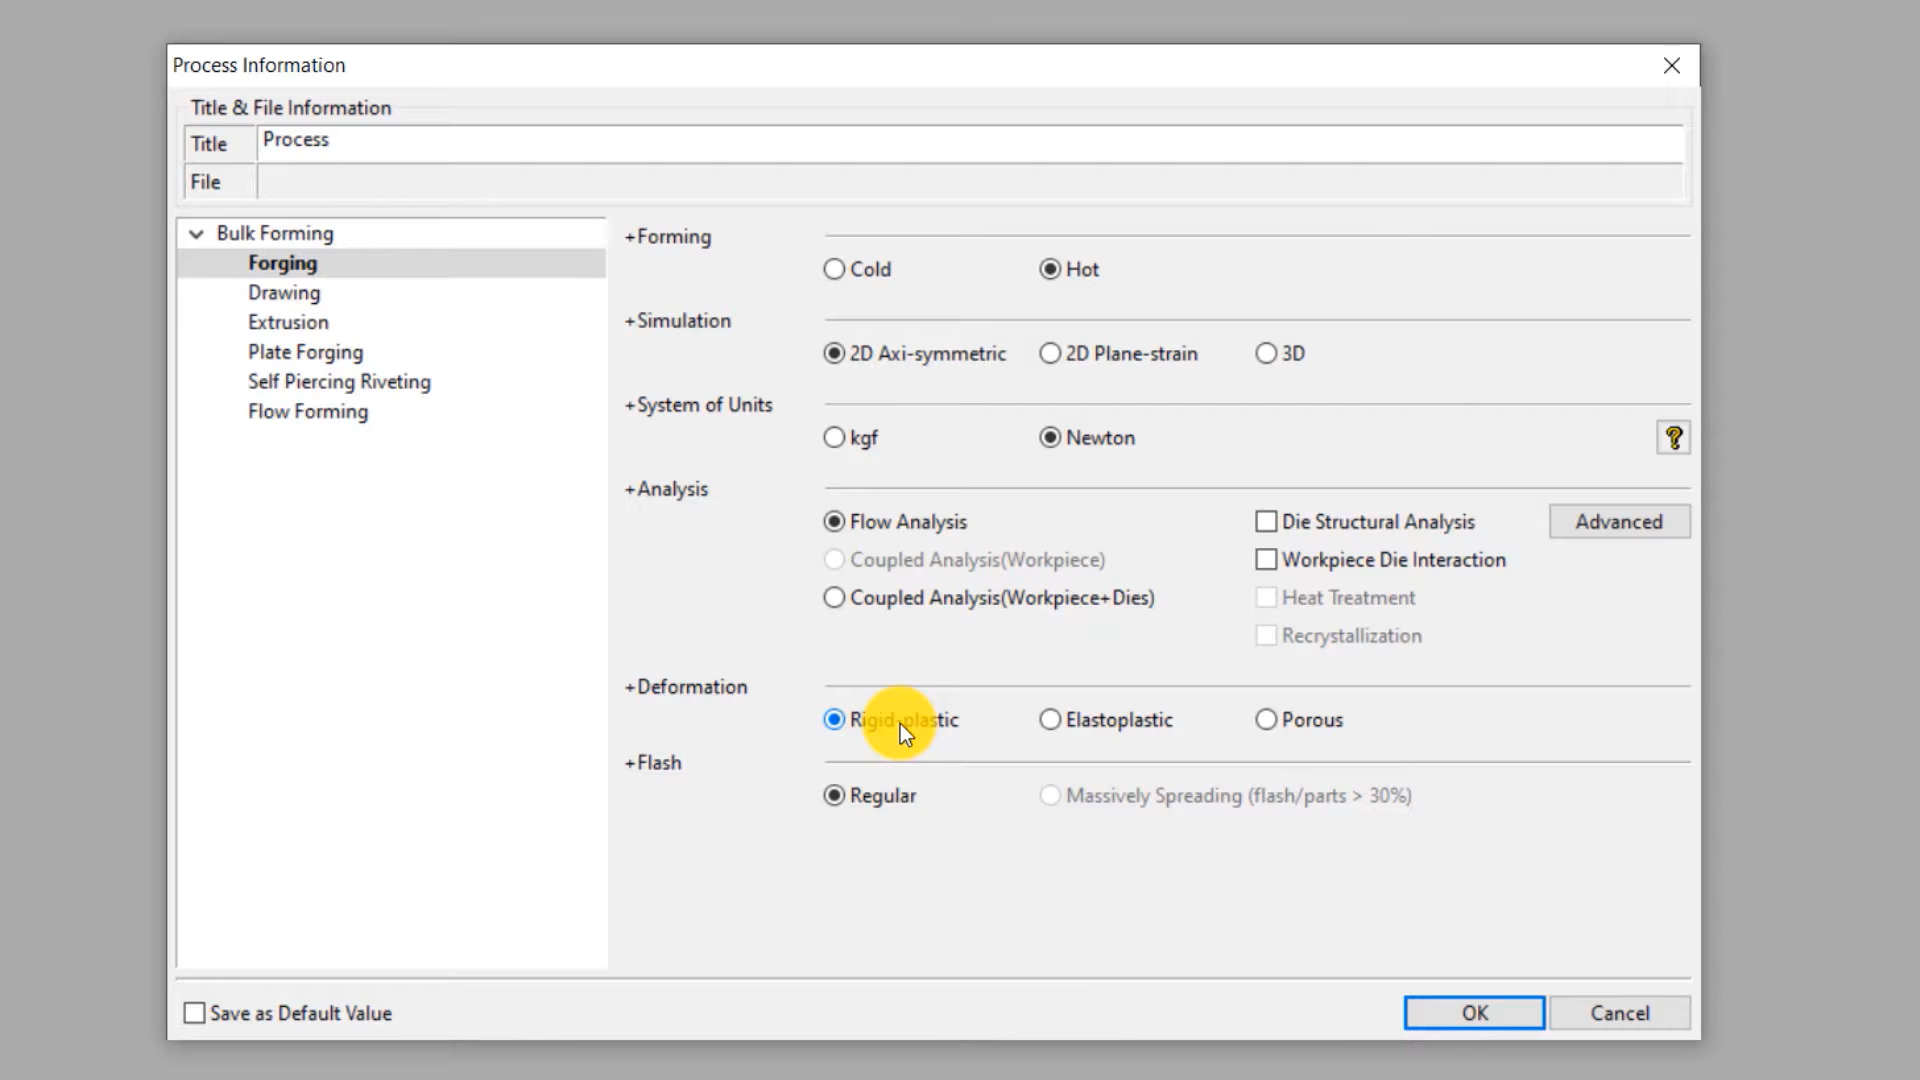 Process Information
Title & File Information
Title Process
File
Bulk Forming
Forging
Drawing
Extrusion
Plate Forging
Self Piercing Riveting
Flow Forming
+Forming
Cold Hot
+Simulation
2D Axi-symmetric 2D Plane-strain 3D
+System of Units
kgf Newton ?
+Analysis
Flow Analysis Die Structural Analysis Advanced
Coupled Analysis(Workpiece) Workpiece Die Interaction
Coupled Analysis(Workpiece+Dies) Heat Treatment
Recrystallization
+Deformation
Rigid-plastic Elastoplastic Porous
+Flash
Regular Massively Spreading (flash/parts > 30%)
Save as Default Value OK Cancel